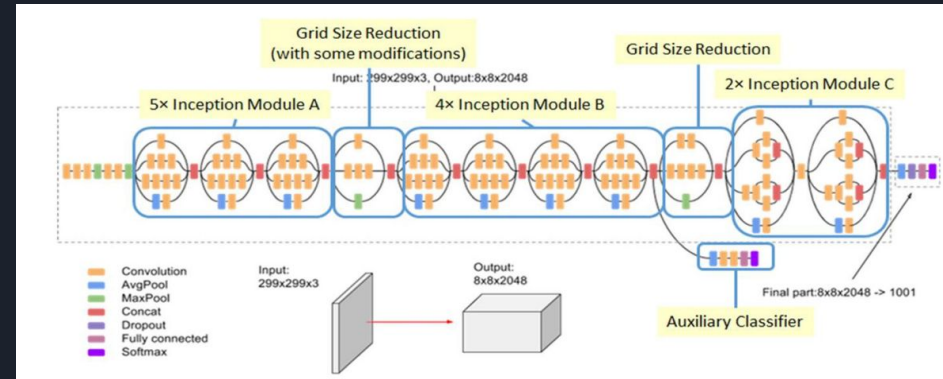 Grid Size Reduction
(with some modifications)
Grid Size Reduction
Input: 299x299x3, Output:8x8x2048
2× Inception Module C
5× Inception Module A
4× Inception Module B
Convolution
AvgPool
MaxPool
Concat
Dropout
Fully connected
Softmax
Input:
299x299x3
Output:
8x8x2048
Final part:8x8x2048 -> 1001
Auxiliary Classifier